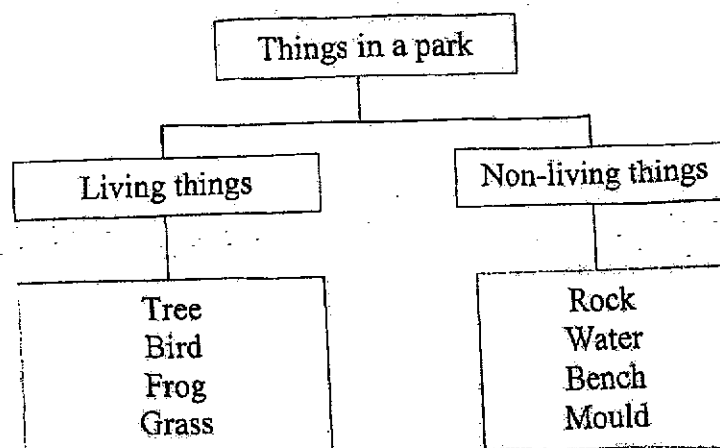 Things in a park
Living things
Non-living things
Tree
Bird
Frog
Grass
Rock
Water
Bench
Mould